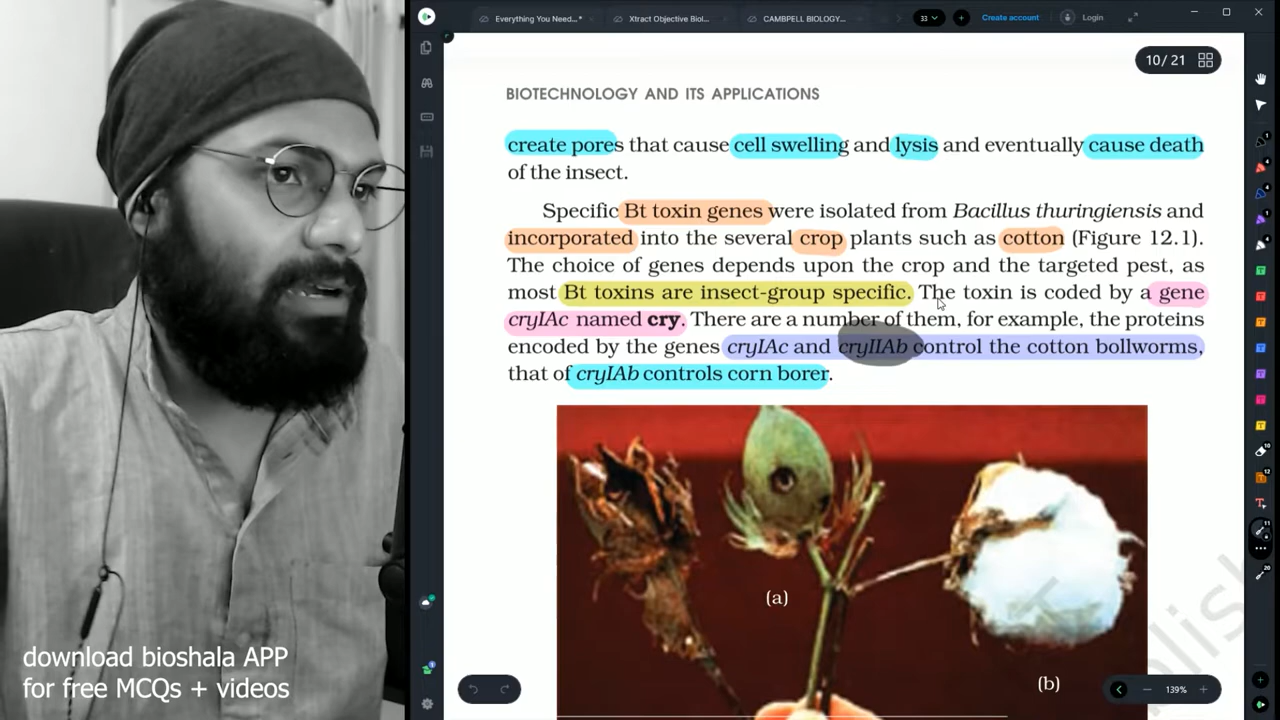 Everything You Need...*
Xtract Objective Biol...
CAMPBELL BIOLOGY...
33
Create account
Login
10/ 21
BIOTECHNOLOGY AND ITS APPLICATIONS
create pores that cause cell swelling and lysis and eventually cause death
of the insect.
Specific Bt toxin genes were isolated from Bacillus thuringiensis and
incorporated into the several crop plants such as cotton (Figure 12.1).
The choice of genes depends upon the crop and the targeted pest, as
most Bt toxins are insect-group specific. The toxin is coded by a gene
cryIAc named cry. There are a number of them, for example, the proteins
encoded by the genes cryIAc and cryIIAb control the cotton bollworms,
that of cryIAb controls corn borer.
(a)
(b)
139%
download bioshala APP
for free MCQs + videos